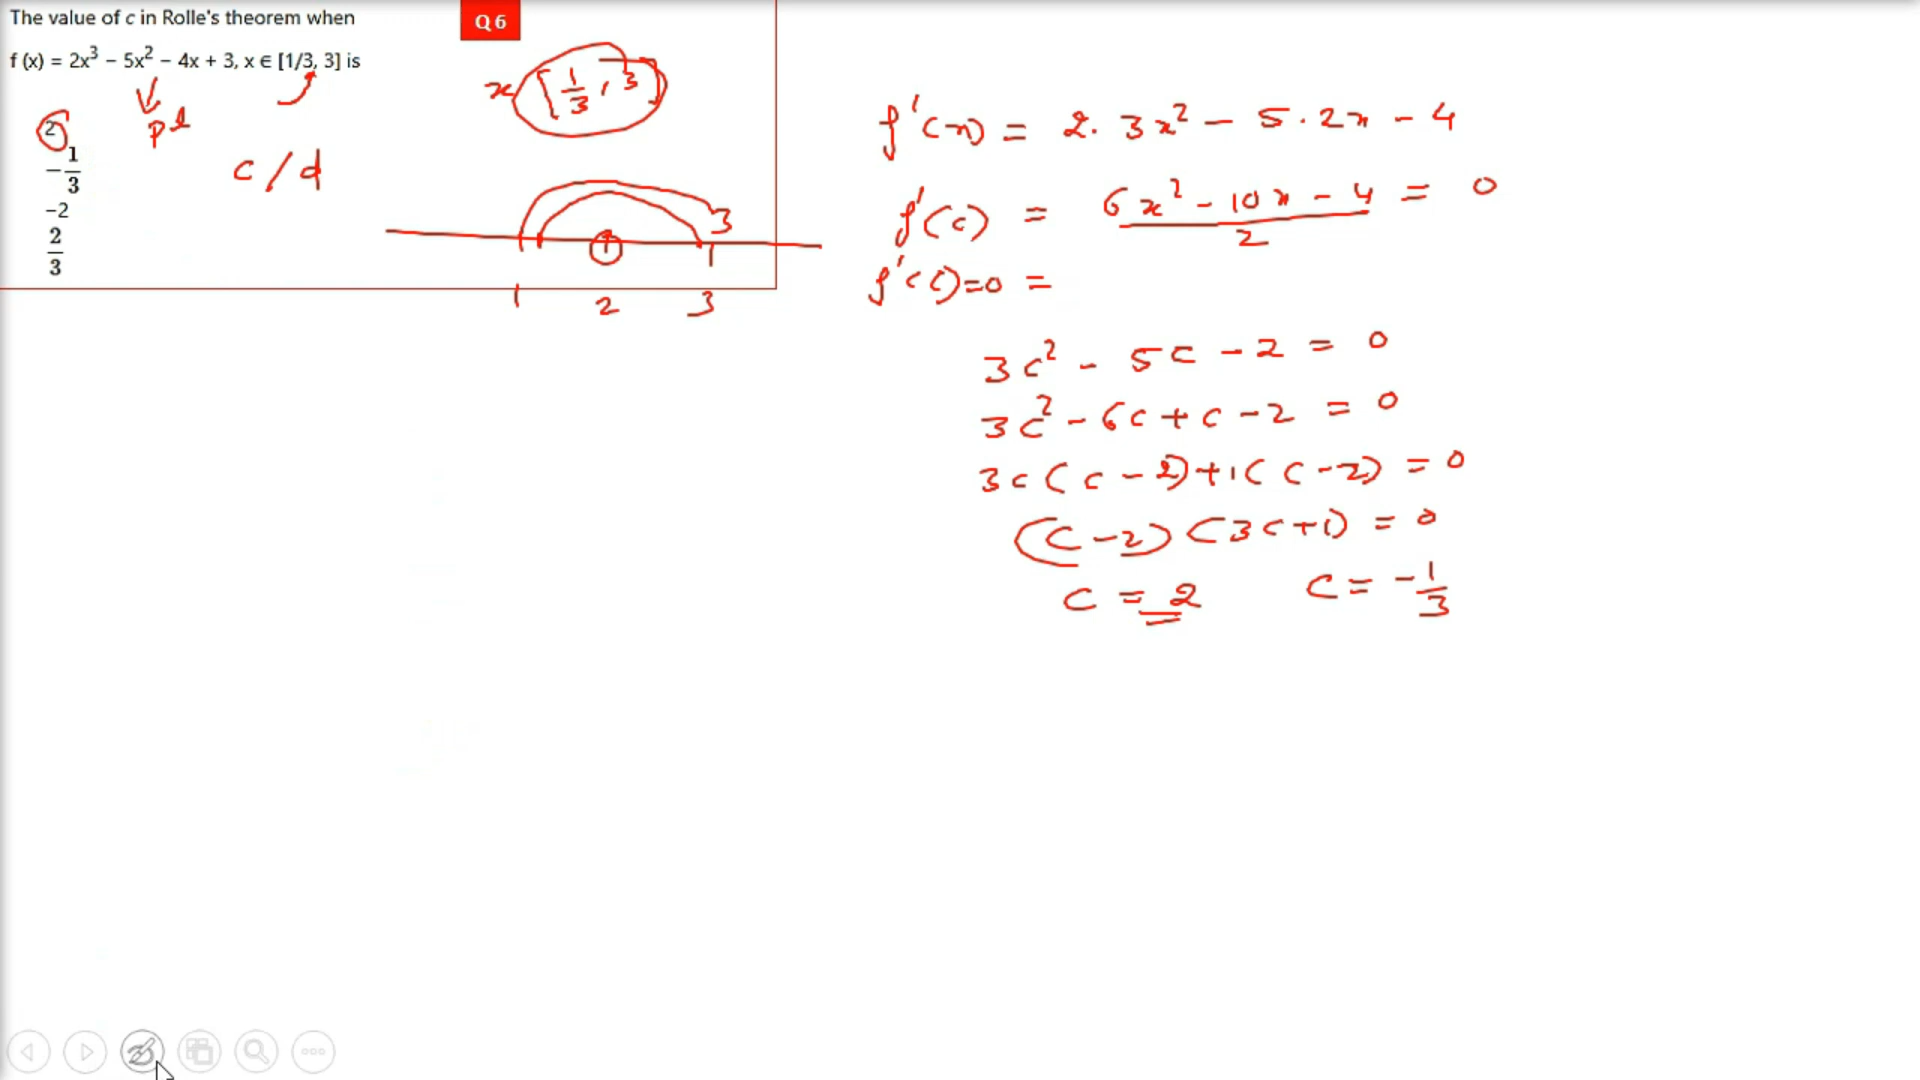 The value of c in Rolle's theorem when
f (x) = 2x³ − 5x² − 4x + 3, x ∈ [1/3, 3] is
Q 6
x [1/3, 3]
2
−1/3
-2
2/3
c / d
3
1 2 3
f'(x) = 2. 3x² − 5.2x − 4
f'(c) = 6x² − 10x − 4 = 0
2
f'(c)=0 =
3c² − 5c − 2 = 0
3c² − 6c + c − 2 = 0
3c (c − 2) + 1(c − 2) = 0
(c − 2) (3c + 1) = 0
c = 2 c = −1/3